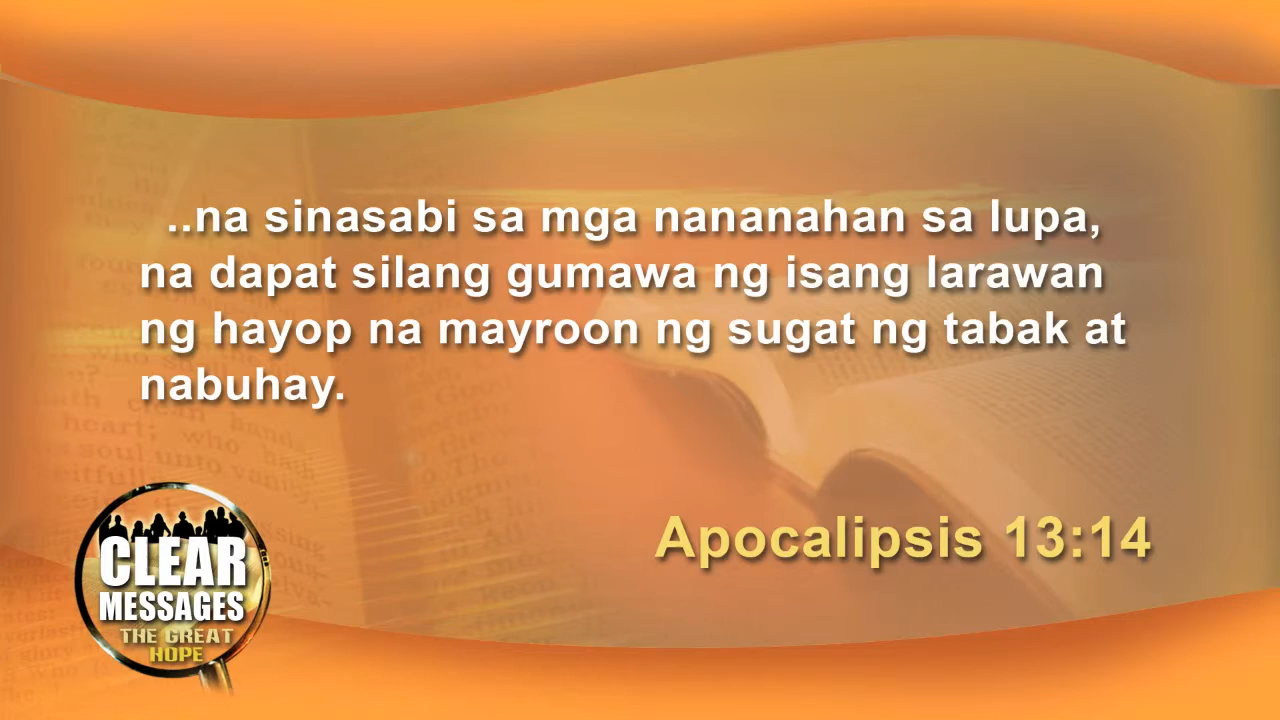 ..na sinasabi sa mga nananahan sa lupa,
na dapat silang gumawa ng isang larawan
ng hayop na mayroon ng sugat ng tabak at
nabuhay.
Apocalipsis 13:14
CLEAR
MESSAGES
THE GREAT
HOPE